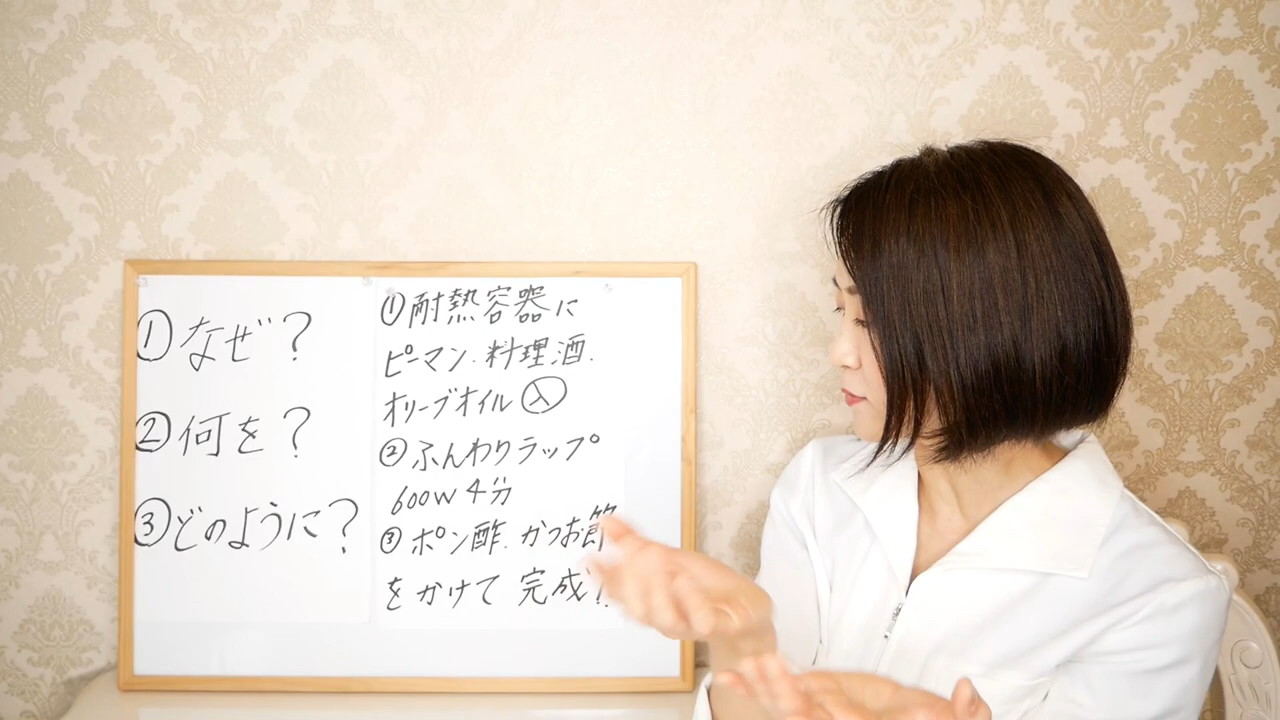 ①なぜ?
②何を?
③どのように?
①耐熱容器に
ピーマン.料理酒.
オリーブオイル㊅
②ふんわりラップ
600W4分
③ポン酢.かつお節
をかけて完成!!